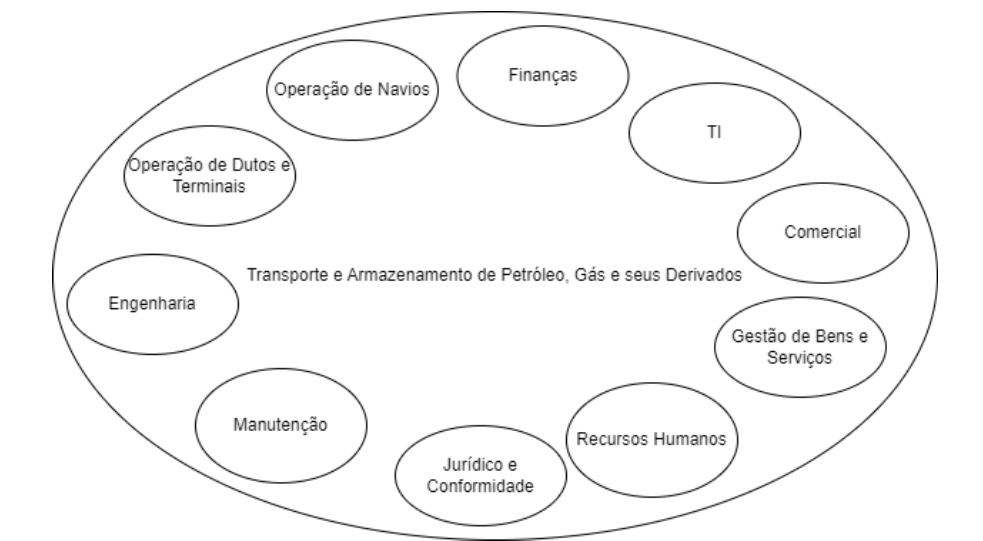 Operação de Navios
Finanças
TI
Operação de Dutos e
Terminais
Comercial
Transporte e Armazenamento de Petróleo, Gás e seus Derivados
Engenharia
Gestão de Bens e
Serviços
Manutenção
Recursos Humanos
Jurídico e
Conformidade